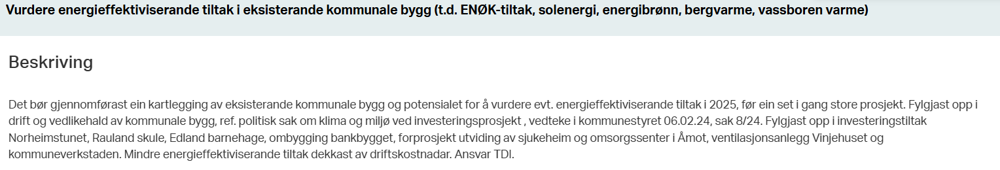 Vurdere energieffektiviserande tiltak i eksisterande kommunale bygg (t.d. ENØK-tiltak, solenergi, energibrønn, bergvarme, vassboren varme)
Beskriving
Det bør gjennomførast ein kartlegging av eksisterande kommunale bygg og potensialet for å vurdere evt. energieffektiviserande tiltak i 2025, før ein set i gang store prosjekt. Fylgjast opp i
drift og vedlikehald av kommunale bygg, ref. politisk sak om klima og miljø ved investeringsprosjekt , vedteke i kommunestyret 06.02.24, sak 8/24. Fylgjast opp i investeringstiltak
Norheimstunet, Rauland skule, Edland barnehage, ombygging bankbygget, forprosjekt utviding av sjukeheim og omsorgssenter i Åmot, ventilasjonsanlegg Vinjehuset og
kommuneverkstaden. Mindre energieffektiviserande tiltak dekkast av driftskostnadar. Ansvar TDI.